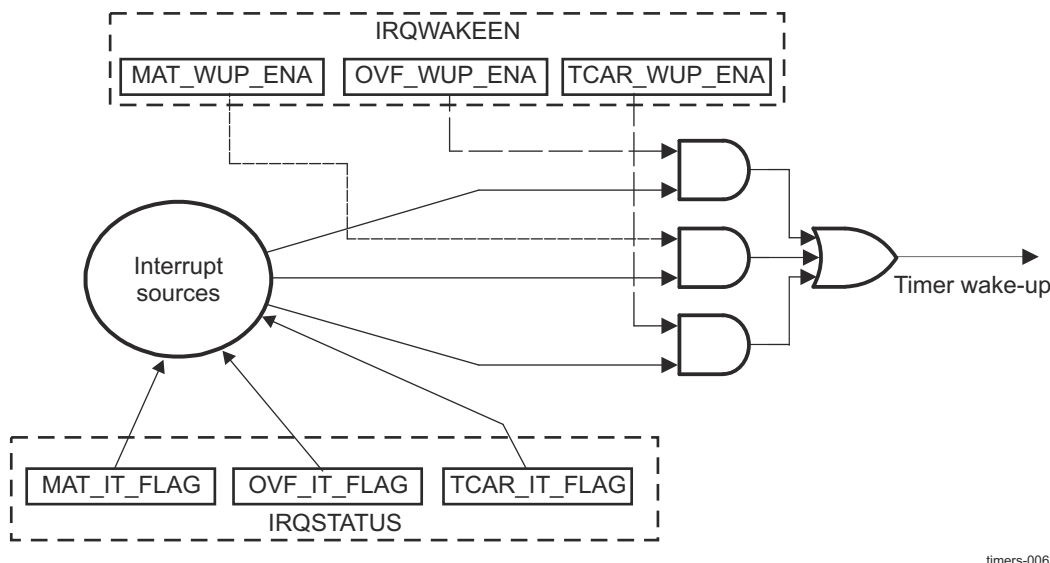 IRQWAKEEN
MAT_WUP_ENA
OVF_WUP_ENA
TCAR_WUP_ENA
Interrupt
sources
Timer wake-up
MAT_IT_FLAG
OVF_IT_FLAG
TCAR_IT_FLAG
IRQSTATUS
timers-006